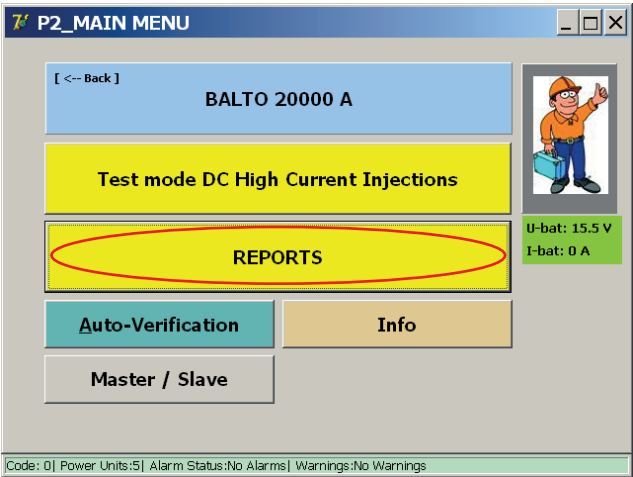 P2_MAIN MENU
[ <-- Back ]
BALTO 20000 A
Test mode DC High Current Injections
REPORTS
U-bat: 15.5 V
I-bat: 0 A
Auto-Verification
Info
Master / Slave
Code: 0| Power Units:5| Alarm Status:No Alarms| Warnings:No Warnings